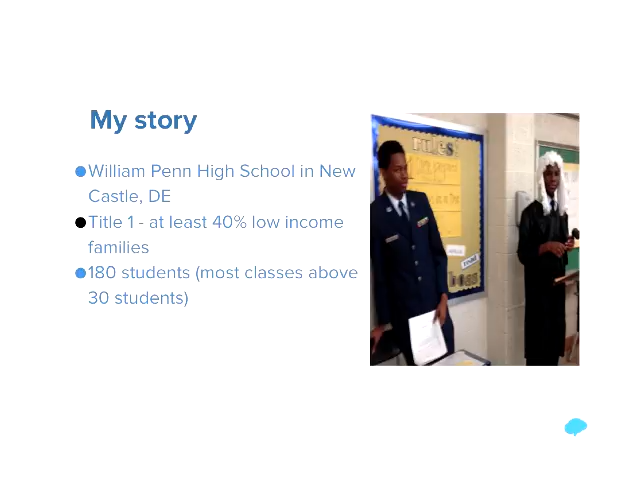 My story
●William Penn High School in New
Castle, DE
●Title 1 - at least 40% low income
families
●180 students (most classes above
30 students)
rules: